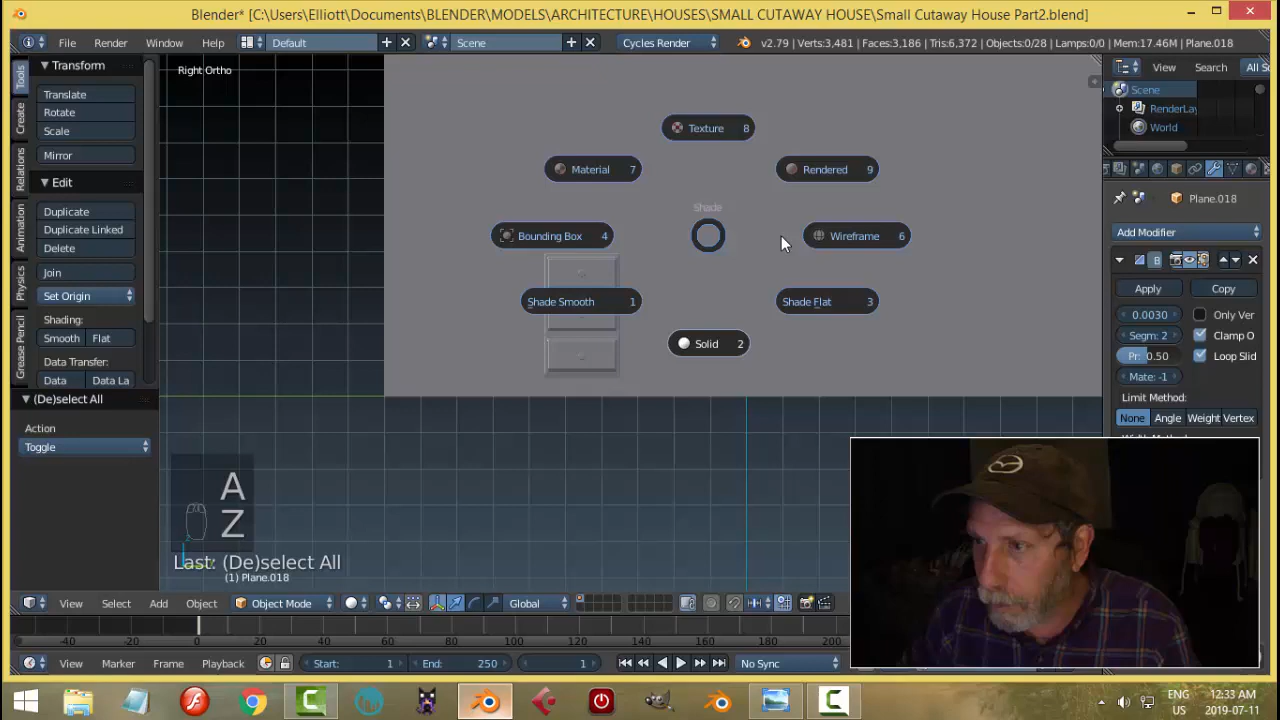 Blender* [C:\Users\Elliott\Documents\BLENDER\MODELS\ARCHITECTURE\HOUSES\SMALL CUTAWAY HOUSE\Small Cutaway House Part2.blend]
File Render Window Help Default Scene Cycles Render v2.79 | Verts:3,481 | Faces:3,186 | Tris:6,372 | Objects:0/28 | Lamps:0/0 | Mem:17.46M | Plane.018
Tools
Create
Relations
Animation
Physics
Grease Pencil
Transform
Translate
Rotate
Scale
Mirror
Edit
Duplicate
Duplicate Linked
Delete
Join
Set Origin
Shading:
Smooth Flat
Data Transfer:
Data Data La
(De)select All
Action
Toggle
Right Ortho
Texture 8
Material 7
Rendered 9
Shade
Bounding Box 4
Wireframe 6
Shade Smooth 1
Shade Flat 3
Solid 2
A
Z
Last: (De)select All
(1) Plane.018
View Search All S
Scene
RenderLay
World
Plane.018
Add Modifier
B
Apply Copy
0.0030 Only Ver
Segm: 2 Clamp O
Pr: 0.50 Loop Slid
Mate: -1
Limit Method:
None Angle Weight Vertex
View Select Add Object Object Mode Global
-40 -20 0 20 40 60 80 100 120 140 160 180 200
View Marker Frame Playback Start: 1 End: 250 1 No Sync
ENG 12:33 AM
US 2019-07-11